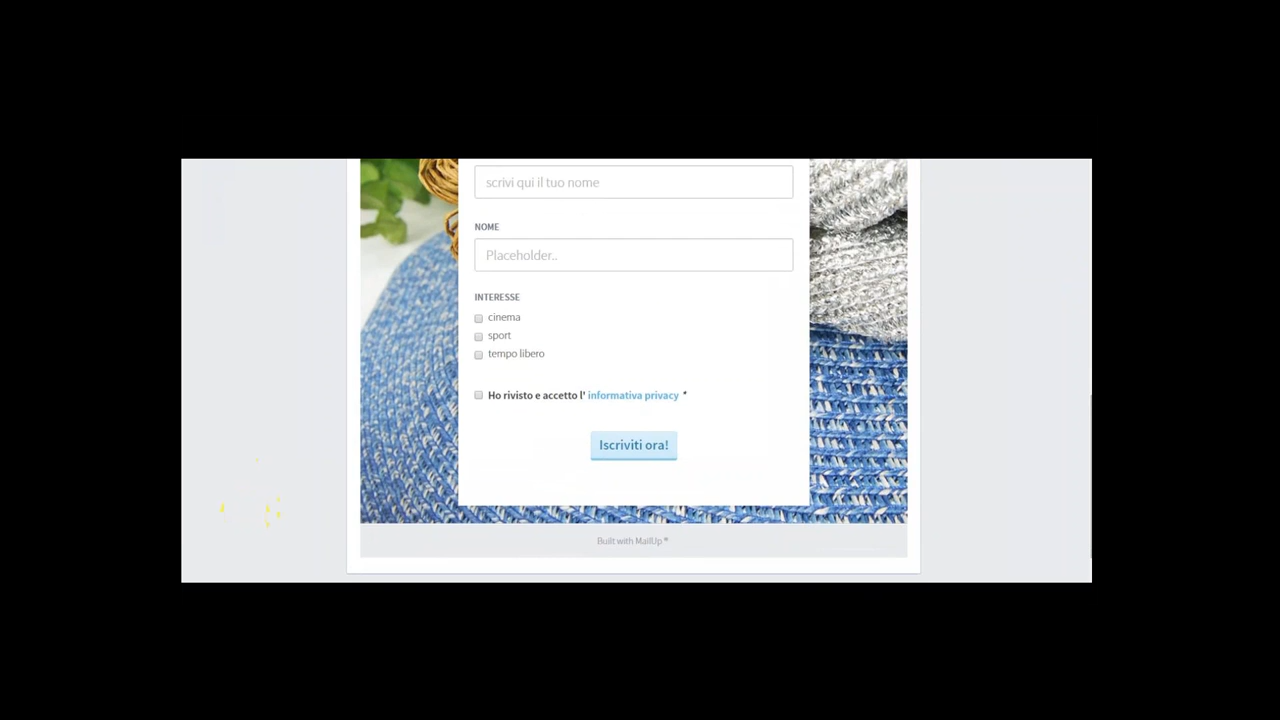 scrivi qui il tuo nome
NOME
Placeholder..
INTERESSE
cinema
sport
tempo libero
Ho rivisto e accetto l' informativa privacy *
Iscriviti ora!
Built with MailUp®